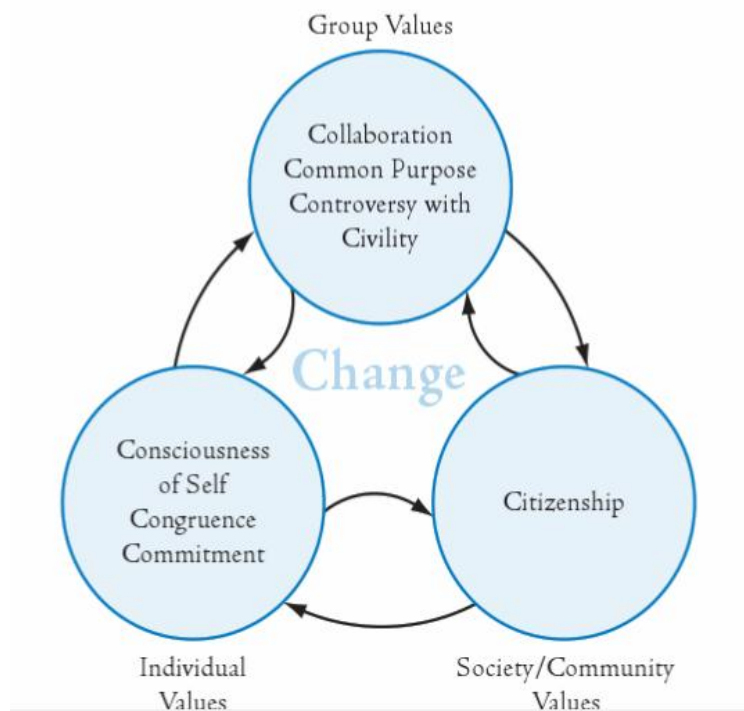 Group Values
Collaboration
Common Purpose
Controversy with
Civility
Change
Consciousness
of Self
Congruence
Commitment
Citizenship
Individual
Values
Society/Community
Values